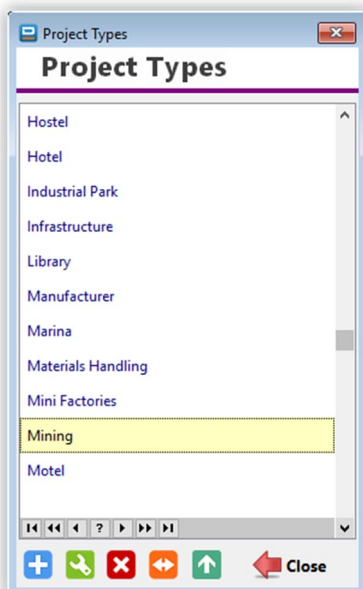 Project Types
Project Types
Hostel
Hotel
Industrial Park
Infrastructure
Library
Manufacturer
Marina
Materials Handling
Mini Factories
Mining
Motel
?
Close